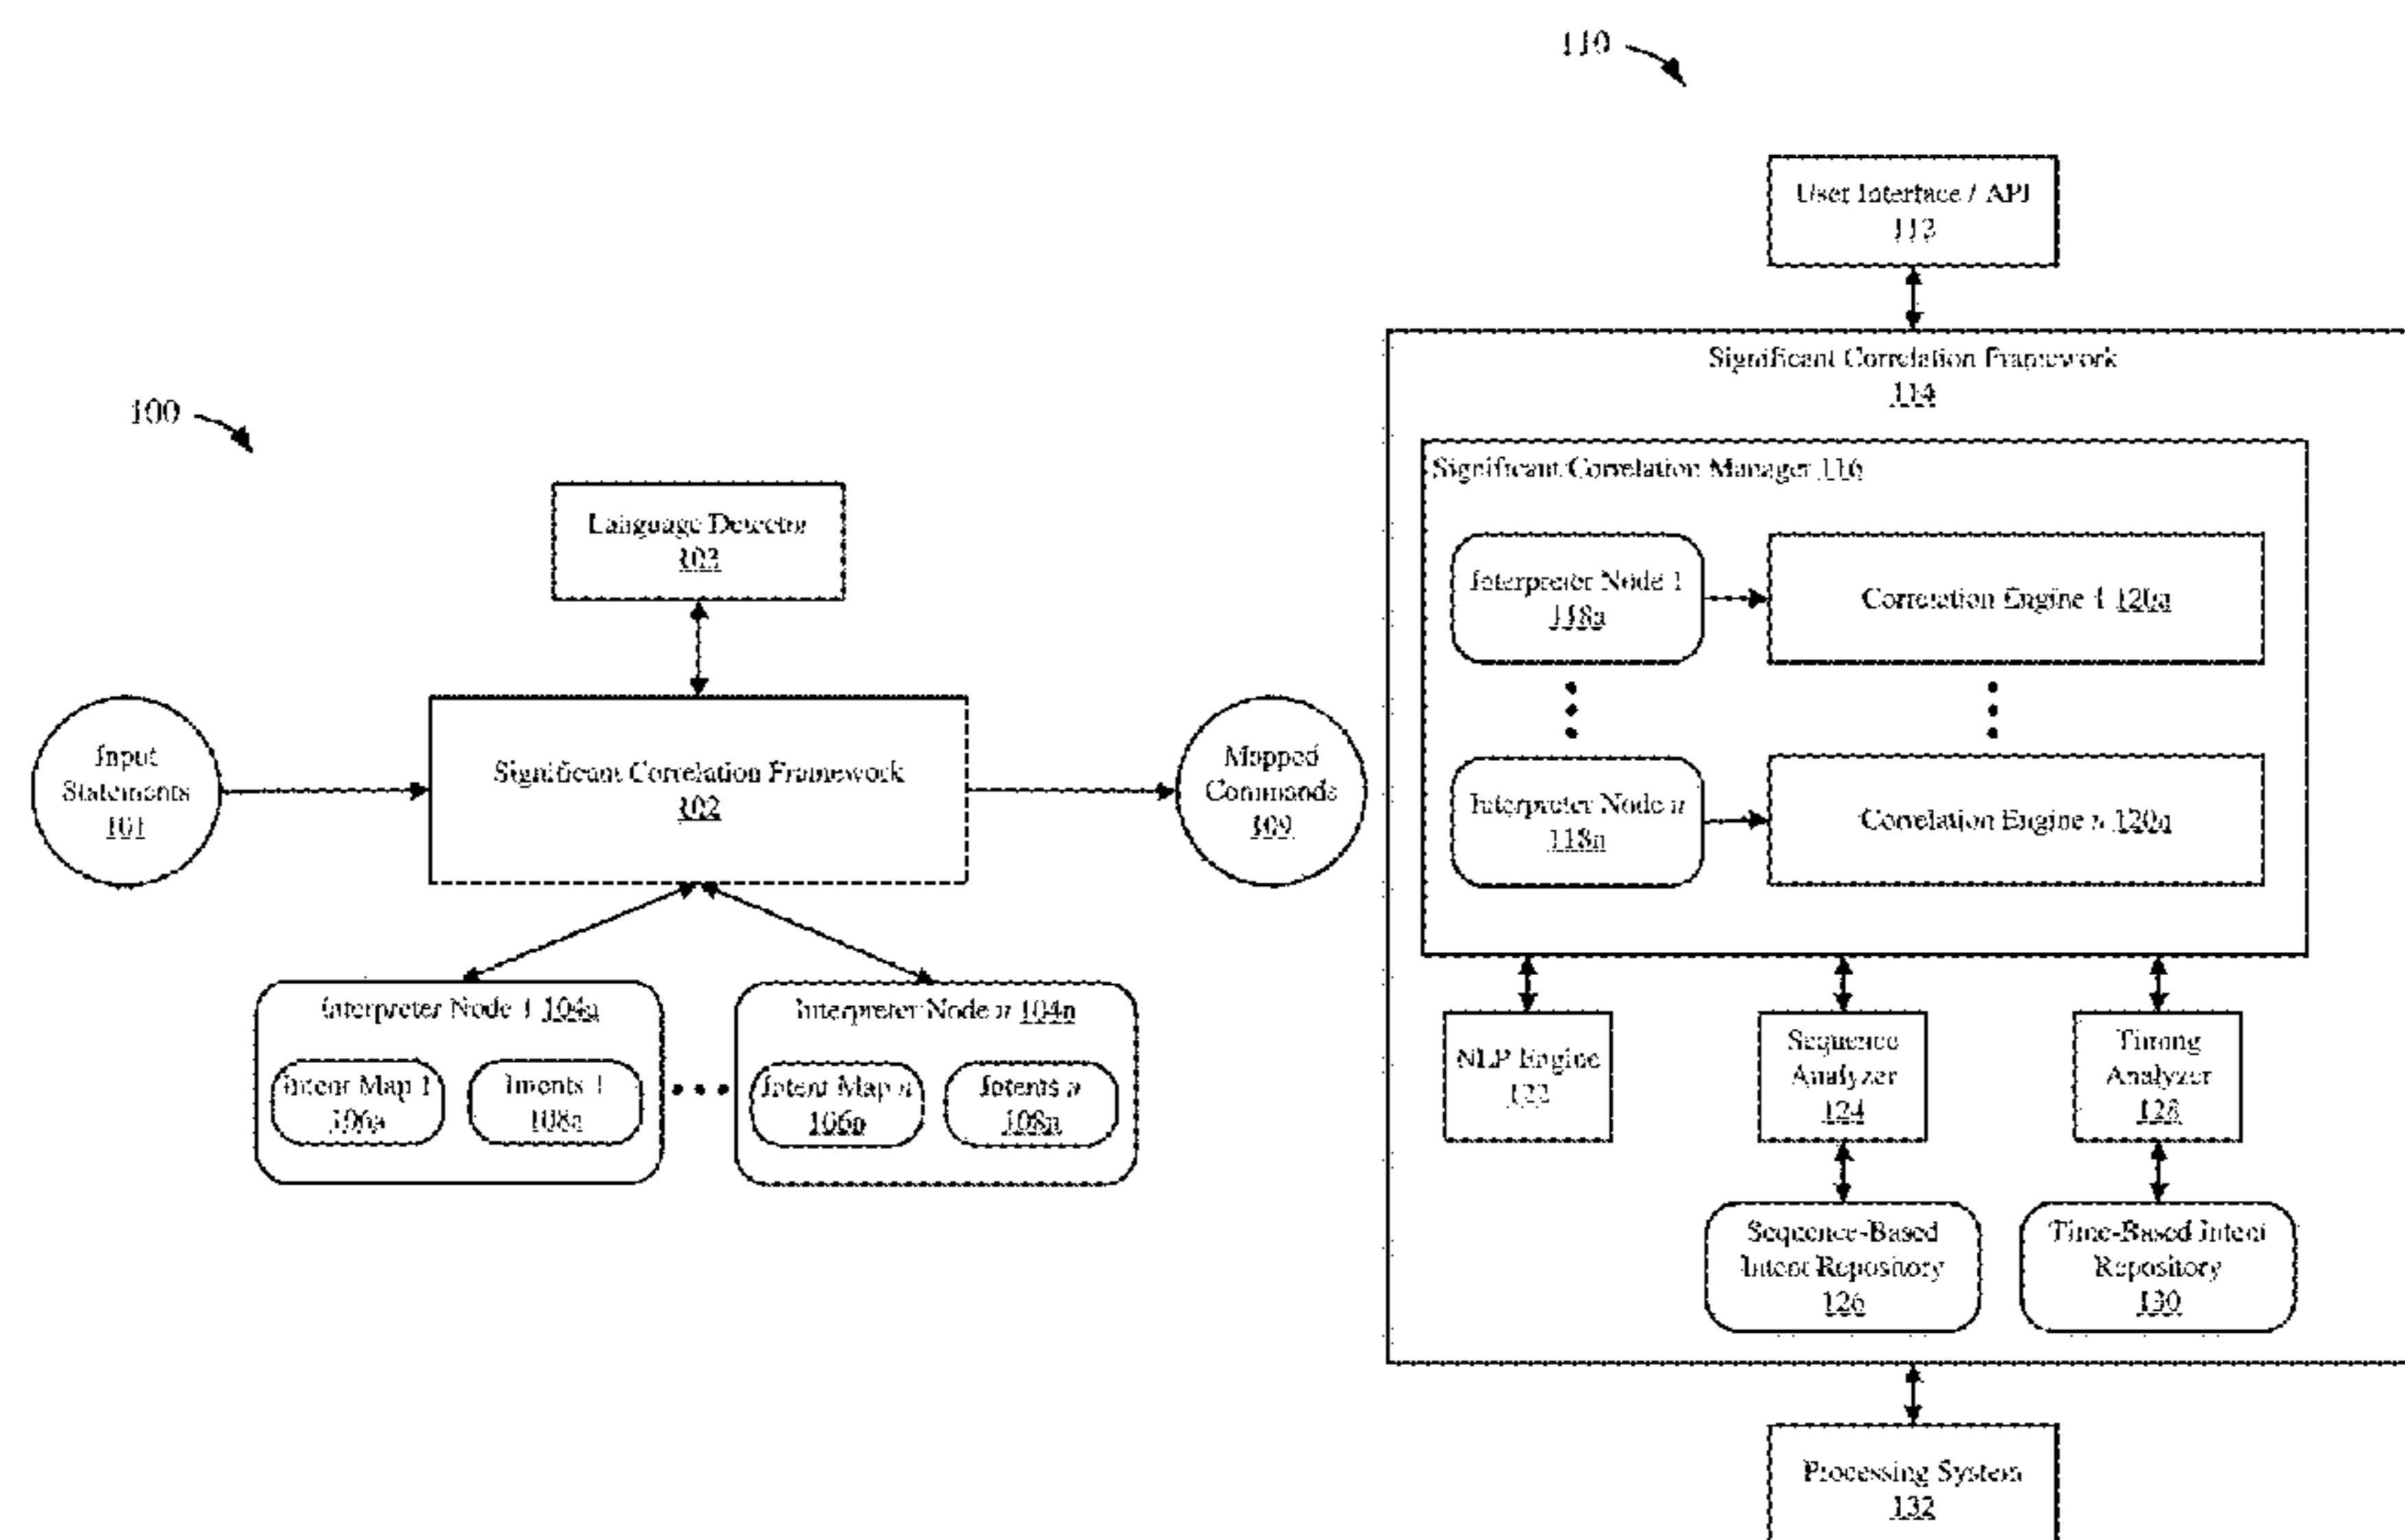 100
Language Detector
103
Input
Statements
101
Significant Correlation Framework
102
Mapped
Commands
109
Interpreter Node 1 104a
Intent Map 1
106a
Intents 1
108a
Interpreter Node n 104n
Intent Map n
106n
Intents n
108n
110
User Interface / API
112
Significant Correlation Framework
114
Significant Correlation Manager 116
Interpreter Node 1
118a
Correlation Engine 1 120a
Interpreter Node n
118n
Correlation Engine n 120n
NLP Engine
122
Sequence
Analyzer
124
Timing
Analyzer
128
Sequence-Based
Intent Repository
126
Time-Based Intent
Repository
130
Processing System
132